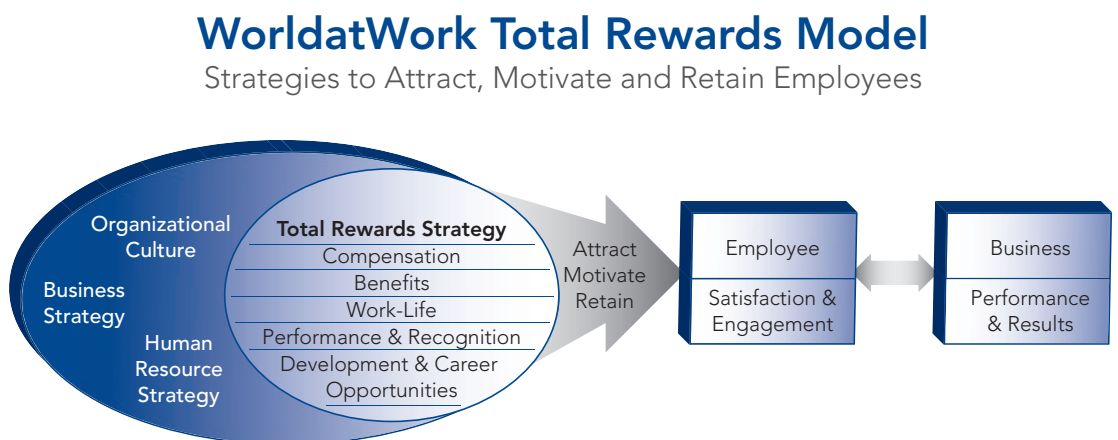 WorldatWork Total Rewards Model
Strategies to Attract, Motivate and Retain Employees
Organizational
Culture
Business
Strategy
Human
Resource
Strategy
Total Rewards Strategy
Compensation
Benefits
Work-Life
Performance & Recognition
Development & Career
Opportunities
Attract
Motivate
Retain
Employee
Satisfaction &
Engagement
Business
Performance
& Results